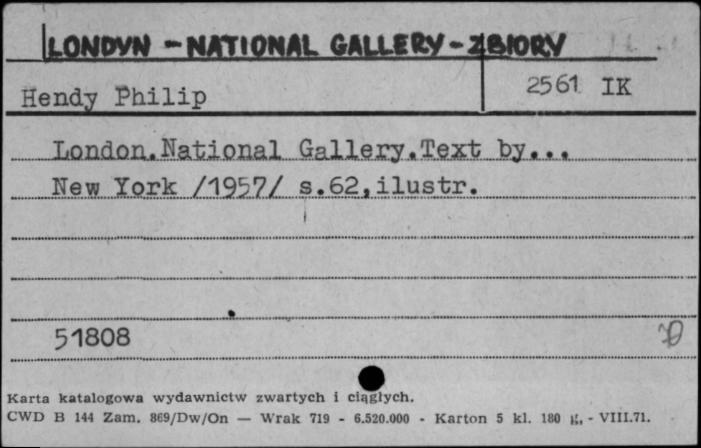 LONDYN - NATIONAL GALLERY - ZBIORY
Hendy Philip
2561 IK
London.National Gallery.Text by...
New York /1957/ s.62,ilustr.
51808
Karta katalogowa wydawnictw zwartych i ciągłych.
CWD B 144 Zam. 869/Dw/On — Wrak 719 - 6.520.000 - Karton 5 kl. 180 g, - VIII.71.